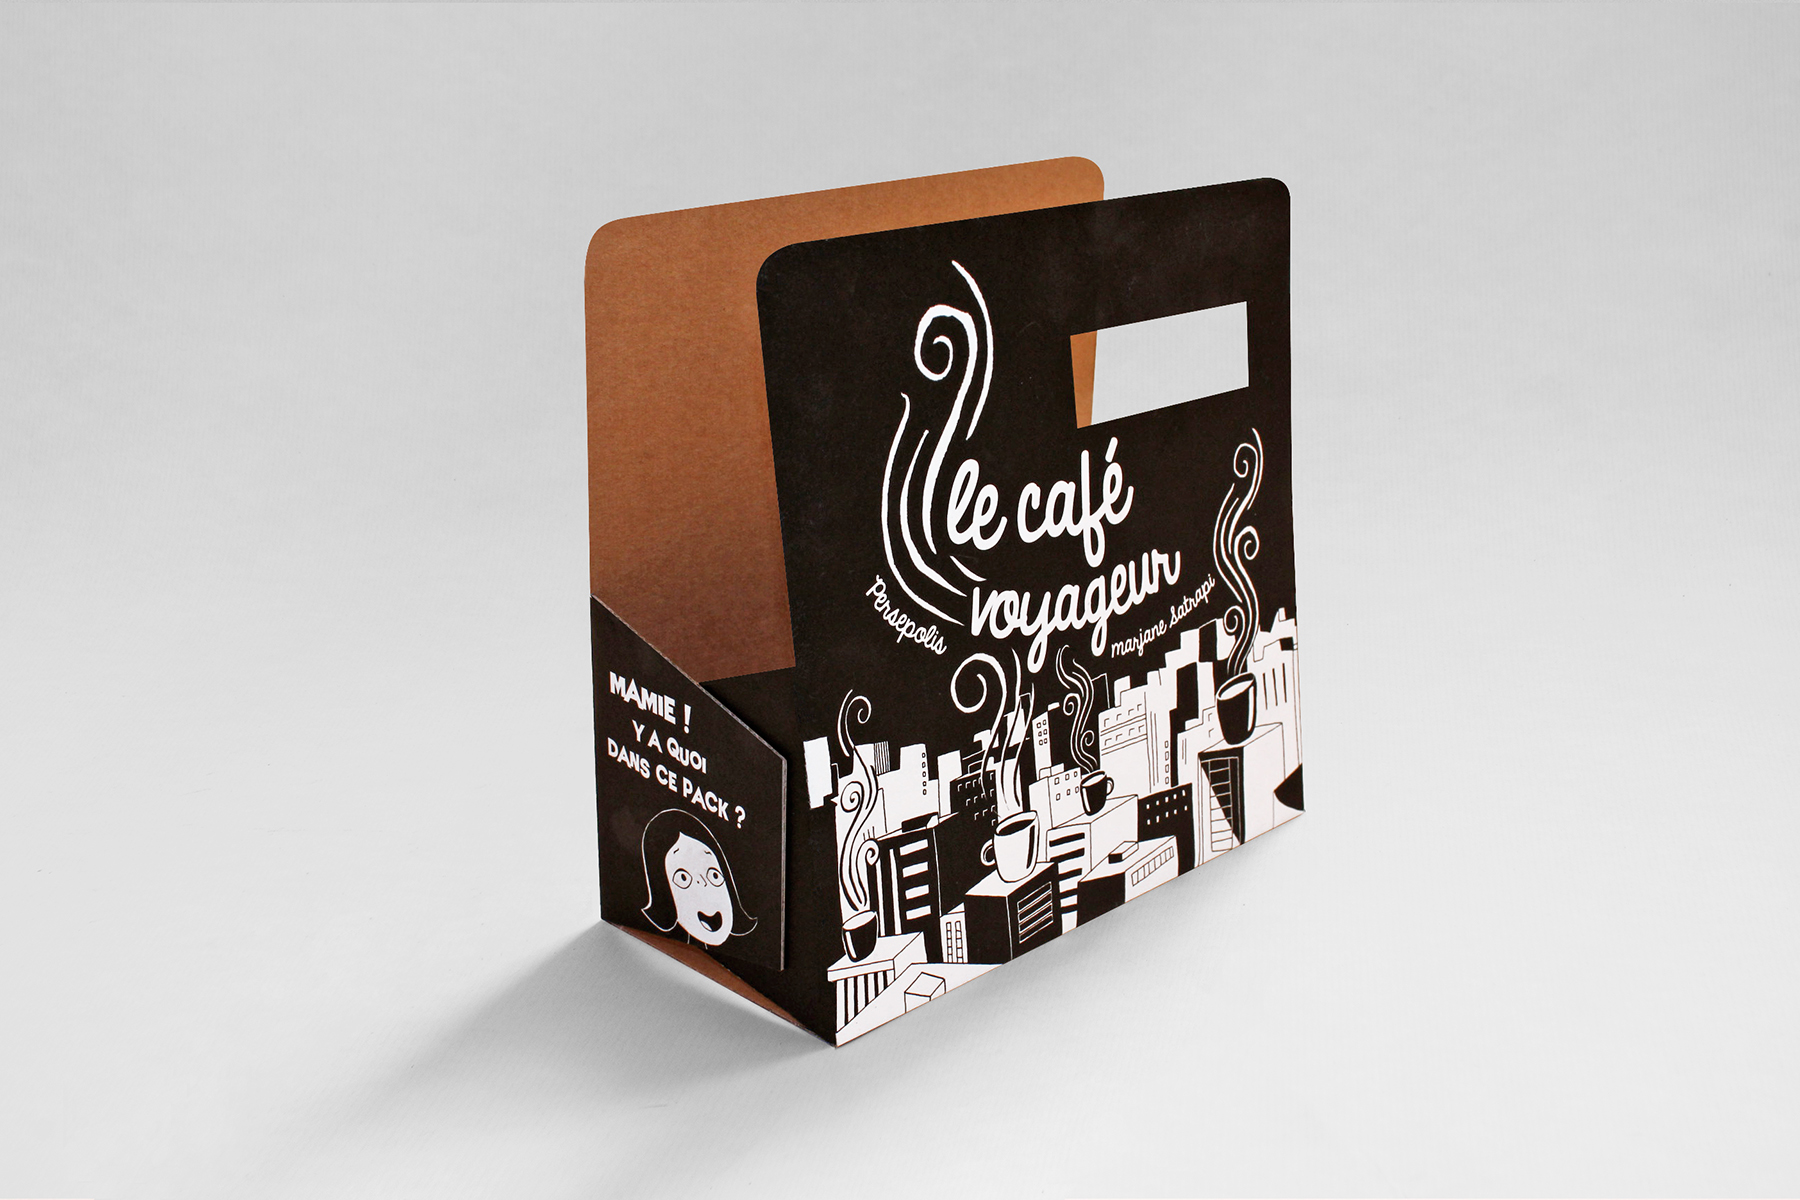 le café
voyageur
Persepolis
marjane Satrapi
MAMIE !
Y A QUOI
DANS CE PACK ?